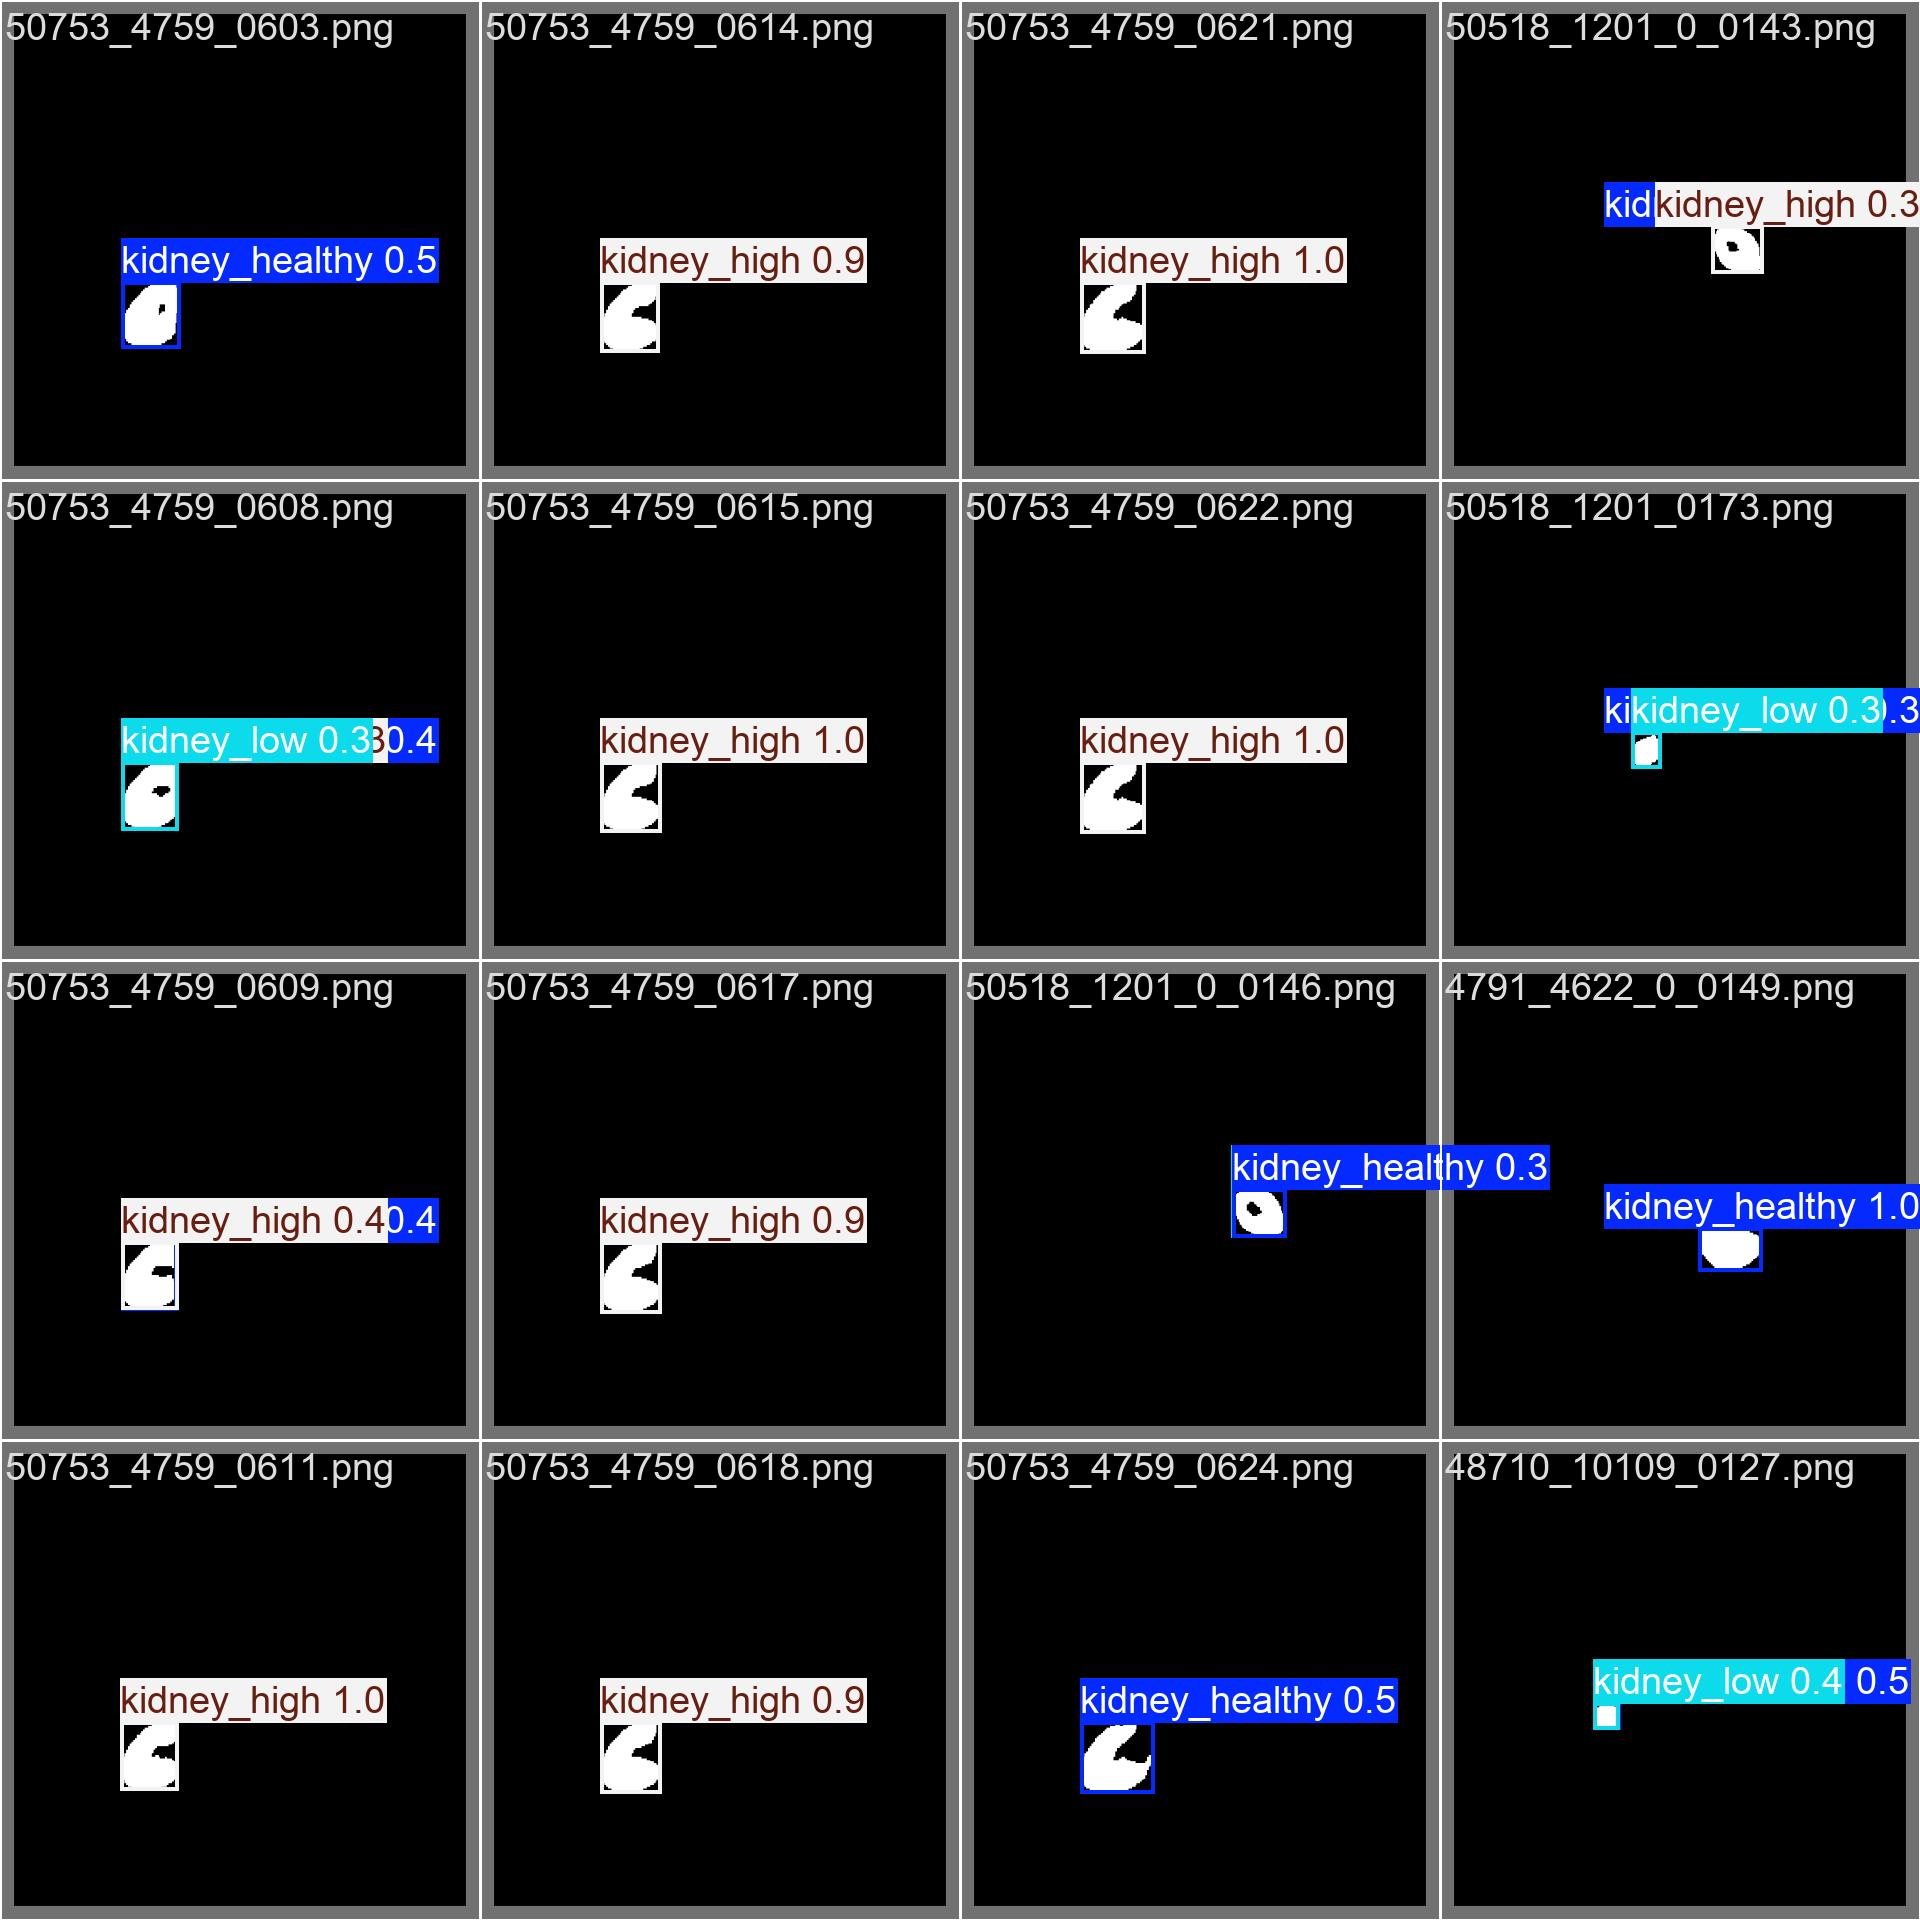 50753_4759_0603.png
kidney_healthy 0.5
50753_4759_0614.png
kidney_high 0.9
50753_4759_0621.png
kidney_high 1.0
50518_1201_0_0143.png
kid
kidney_high 0.3
50753_4759_0608.png
kidney_low 0.3
3
0.4
50753_4759_0615.png
kidney_high 1.0
50753_4759_0622.png
kidney_high 1.0
50518_1201_0173.png
ki
kidney_low 0.3
.3
50753_4759_0609.png
kidney_high 0.4
0.4
50753_4759_0617.png
kidney_high 0.9
50518_1201_0_0146.png
kidney_healthy 0.3
4791_4622_0_0149.png
kidney_healthy 1.0
50753_4759_0611.png
kidney_high 1.0
50753_4759_0618.png
kidney_high 0.9
50753_4759_0624.png
kidney_healthy 0.5
48710_10109_0127.png
kidney_low 0.4
0.5